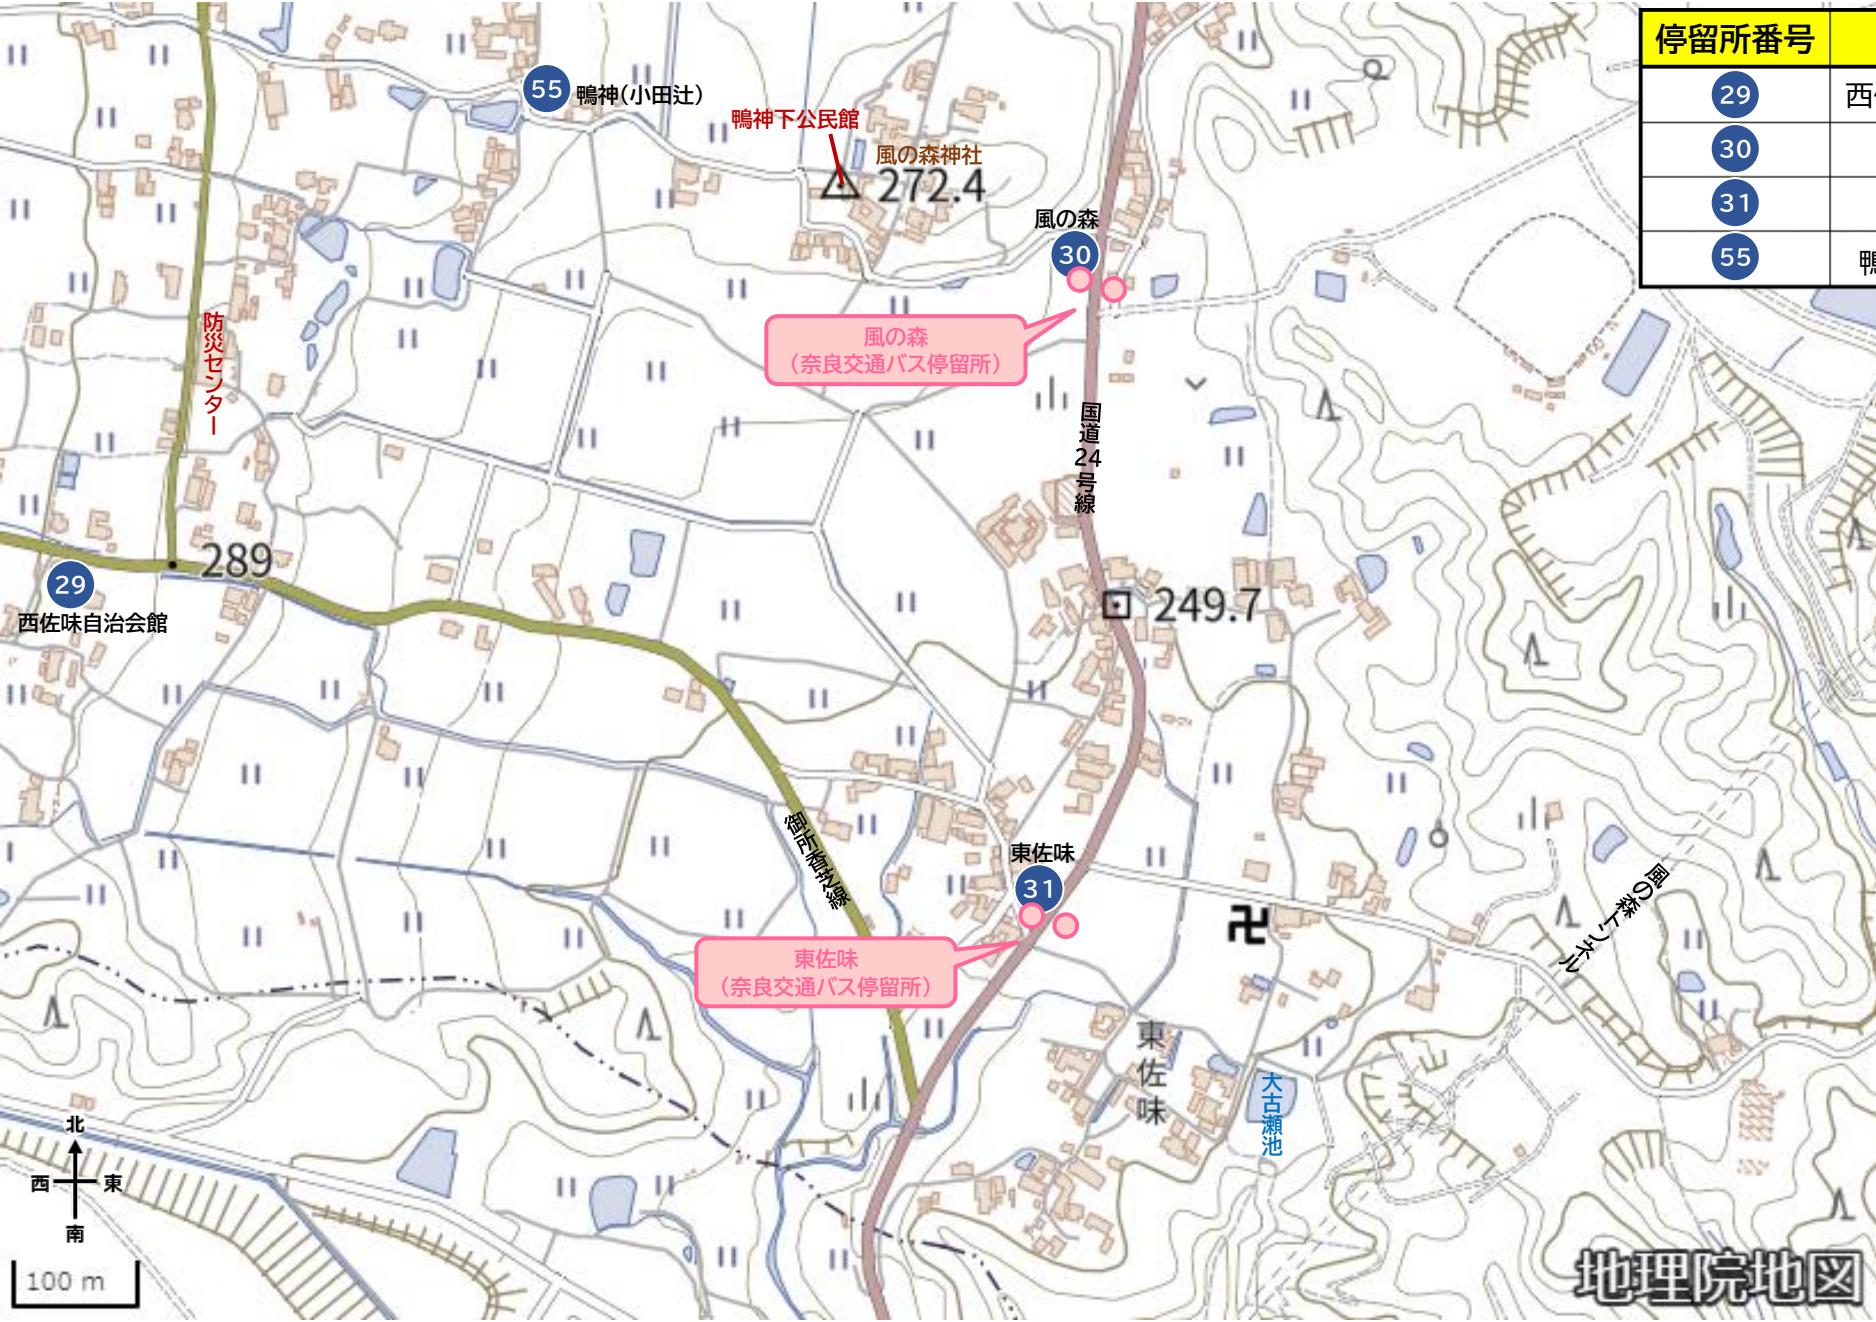 停留所番号
29
西
30
31
55
鴨
55
鴨神(小田辻)
鴨神下公民館
風の森神社
272.4
風の森
30
風の森
(奈良交通バス停留所)
防災センター
国道24号線
289
29
西佐味自治会館
249.7
御所香芝線
東佐味
31
東佐味
(奈良交通バス停留所)
風の森トンネル
東佐味
大古瀬池
北
西
東
南
100 m
地理院地図